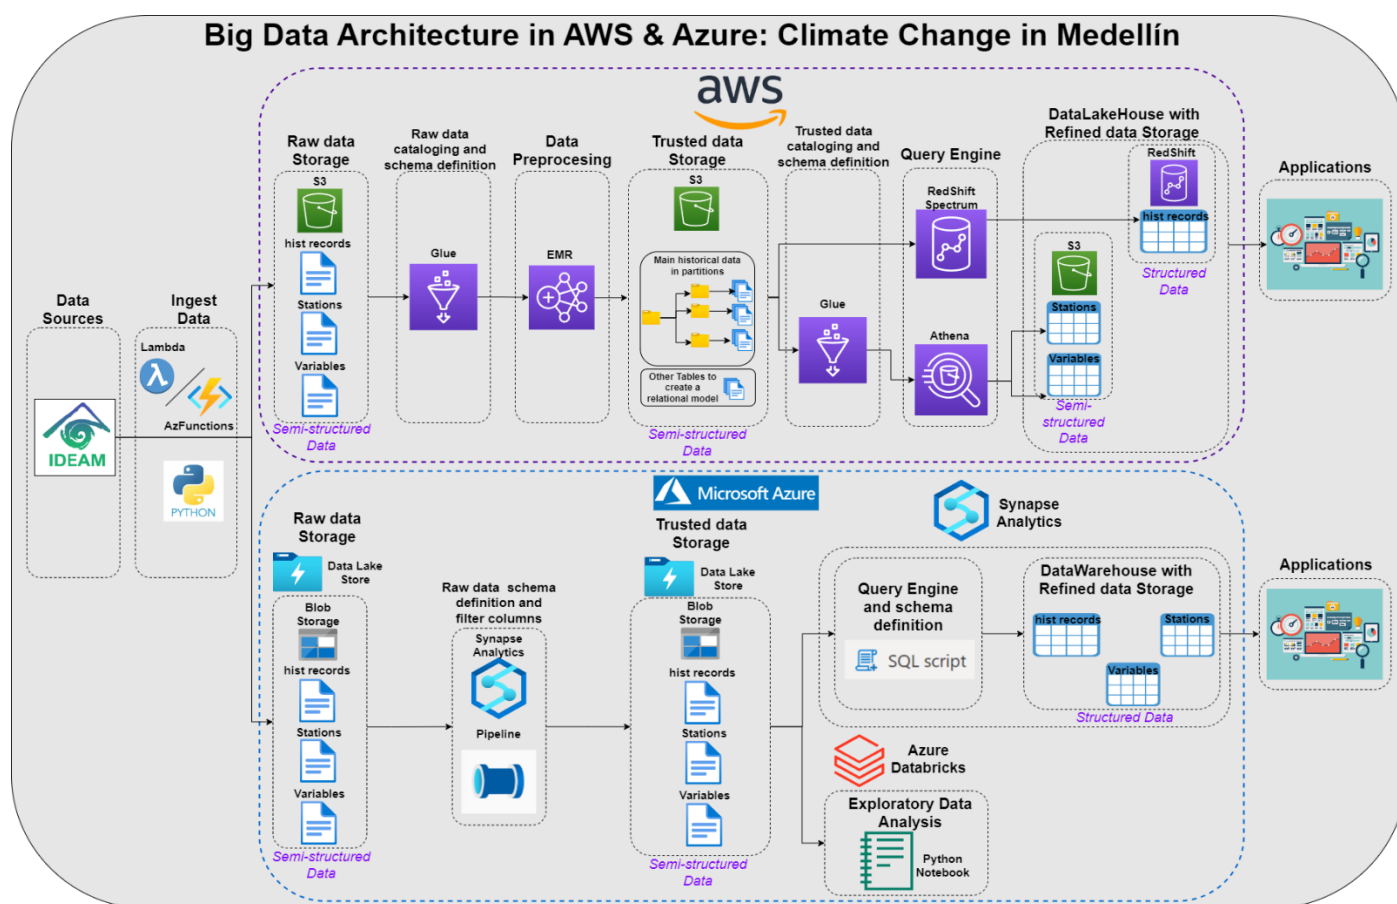 Big Data Architecture in AWS & Azure: Climate Change in Medellín
aws
Data
Sources
IDEAM
Ingest
Data
Lambda
AzFunctions
PYTHON
Raw data
Storage
S3
hist records
Stations
Variables
Semi-structured
Data
Raw data
cataloging and
schema definition
Glue
Data
Preprocesing
EMR
Trusted data
Storage
S3
Main historical data
in partitions
Other Tables to
create a
relational model
Semi-structured
Data
Trusted data
cataloging and
schema definition
Glue
Query Engine
RedShift
Spectrum
Athena
DataLakeHouse with
Refined data Storage
RedShift
hist records
Structured
Data
S3
Stations
Variables
Semi-
structured
Data
Applications
Microsoft Azure
Raw data
Storage
Data Lake
Store
Blob
Storage
hist records
Stations
Variables
Semi-structured
Data
Raw data schema
definition and
filter columns
Synapse
Analytics
Pipeline
Trusted data
Storage
Data Lake
Store
Blob
Storage
hist records
Stations
Variables
Semi-structured
Data
Synapse
Analytics
Query Engine
and schema
definition
SQL script
DataWarehouse with
Refined data Storage
hist records
Stations
Variables
Structured Data
Azure
Databricks
Exploratory Data
Analysis
Python
Notebook
Applications